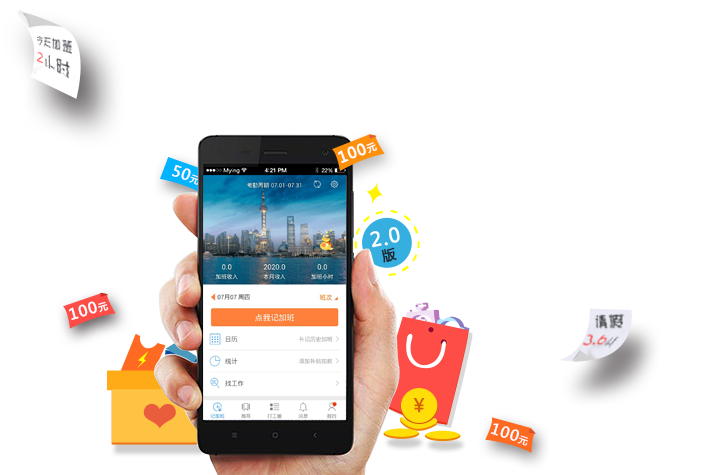 今天加班
2小时
50元
100元
Mying
4:21 PM
22%
考勤周期 07.01-07.31
2.0
版
0.0
2020.0
0.0
加班收入
本月收入
加班小时
07月07 周四
班次
点我记加班
日历
补记历史加班
统计
添加补贴扣款
找工作
记加班
推荐
打工圈
消息
我的
100元
请假
3.6H
¥
100元